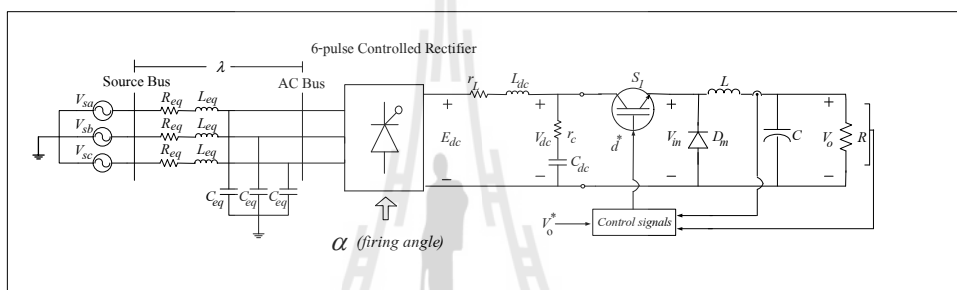 6-pulse Controlled Rectifier
λ
Source Bus
AC Bus
V_sa
R_eq
L_eq
V_sb
R_eq
L_eq
V_sc
R_eq
L_eq
C_eq
C_eq
C_eq
α (firing angle)
+
E_dc
−
r_L
L_dc
+
V_dc
−
r_c
C_dc
S_1
d*
+
V_in
−
D_m
L
C
+
V_o
−
R
V_o*
Control signals